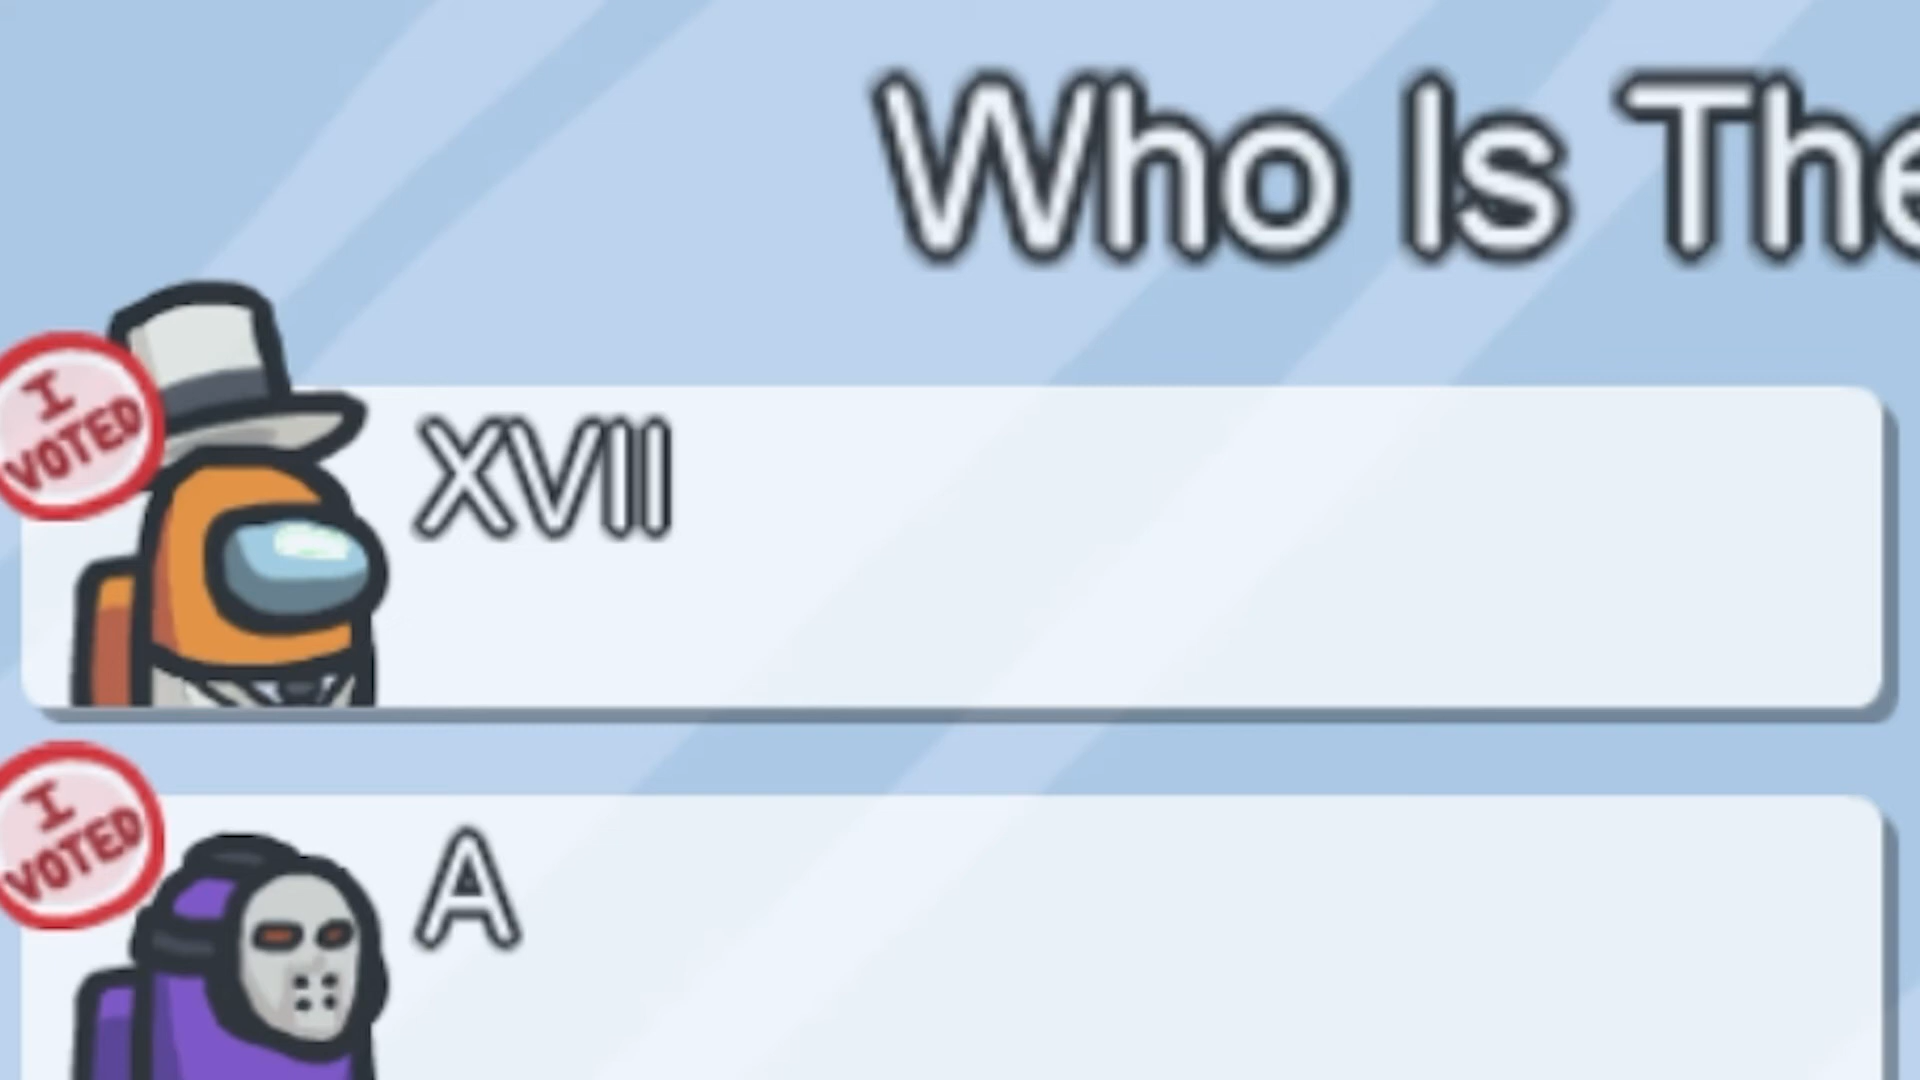 Who Is The
I
VOTED
XVII
I
VOTED
A